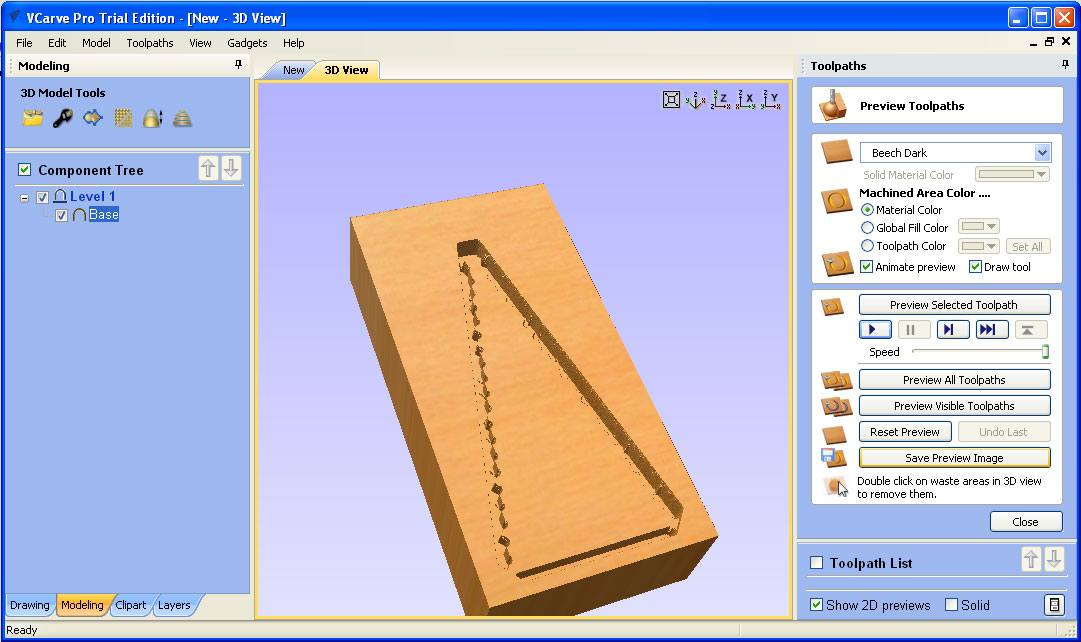 VCarve Pro Trial Edition - [New - 3D View]
File Edit Model Toolpaths View Gadgets Help
Modeling
3D Model Tools
Component Tree
Level 1
Base
Drawing Modeling Clipart Layers
Ready
New 3D View
Z X Y
Toolpaths
Preview Toolpaths
Beech Dark
Solid Material Color
Machined Area Color ....
Material Color
Global Fill Color
Toolpath Color Set All
Animate preview Draw tool
Preview Selected Toolpath
Speed
Preview All Toolpaths
Preview Visible Toolpaths
Reset Preview Undo Last
Save Preview Image
Double click on waste areas in 3D view
to remove them.
Close
Toolpath List
Show 2D previews Solid